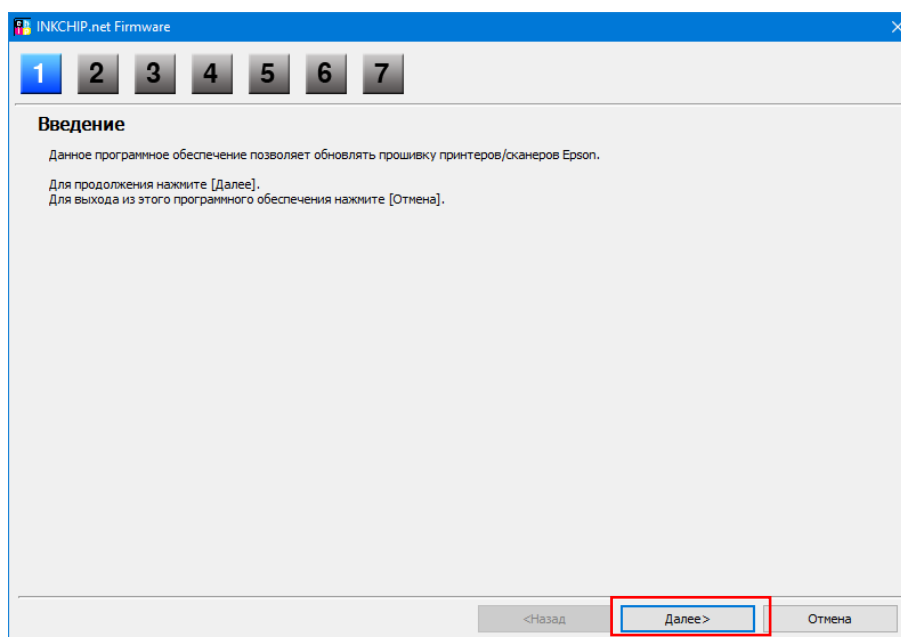 INKCHIP.net Firmware
1 2 3 4 5 6 7
Введение
Данное программное обеспечение позволяет обновлять прошивку принтеров/сканеров Epson.
Для продолжения нажмите [Далее].
Для выхода из этого программного обеспечения нажмите [Отмена].
<Назад Далее> Отмена